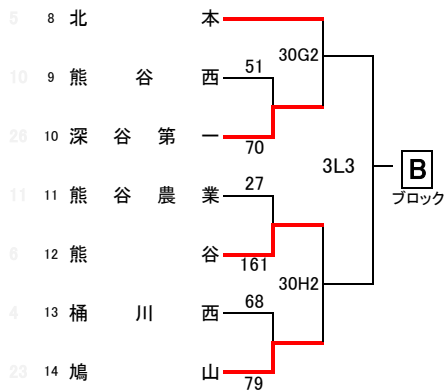 5 8 北本
30G2
10 9 熊谷西 51
26 10 深谷第一 70
3L3 B
ブロック
11 11 熊谷農業 27
6 12 熊谷 161
30H2
4 13 桶川西 68
23 14 鳩山 79